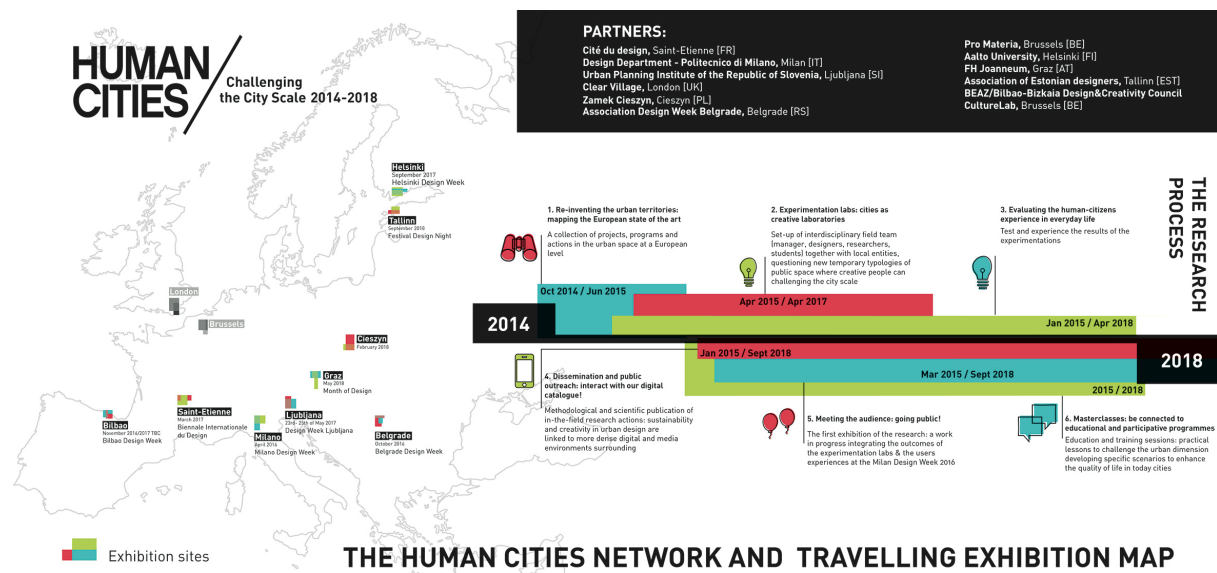 HUMAN
CITIES
Challenging
the City Scale 2014-2018
PARTNERS:
Cité du design, Saint-Etienne [FR]
Design Department - Politecnico di Milano, Milan [IT]
Urban Planning Institute of the Republic of Slovenia, Ljubljana [SI]
Clear Village, London [UK]
Zamek Cieszyn, Cieszyn [PL]
Association Design Week Belgrade, Belgrade [RS]
Pro Materia, Brussels [BE]
Aalto University, Helsinki [FI]
FH Joanneum, Graz [AT]
Association of Estonian designers, Tallinn [EST]
BEAZ/Bilbao-Bizkaia Design&Creativity Council
CultureLab, Brussels [BE]
Helsinki
September 2017
Helsinki Design Week
Tallinn
September 2018
Festival Design Night
London
Brussels
Cieszyn
February 2018
Graz
May 2018
Month of Design
Bilbao
November 2016/2017 TBC
Bilbao Design Week
Saint-Etienne
March 2017
Biennale Internationale
du Design
Milano
April 2016
Milano Design Week
Ljubljana
23rd- 25th of May 2017
Design Week Ljubljana
Belgrade
October 2016
Belgrade Design Week
Exhibition sites
THE RESEARCH
PROCESS
1. Re-inventing the urban territories:
mapping the European state of the art
A collection of projects, programs and
actions in the urban space at a European
level
2. Experimentation labs: cities as
creative laboratories
Set-up of interdisciplinary field team
(manager, designers, researchers,
students) together with local entities,
questioning new temporary typologies of
public space where creative people can
challenging the city scale
3. Evaluating the human-citizens
experience in everyday life
Test and experience the results of the
experimentations
Oct 2014 / Jun 2015
Apr 2015 / Apr 2017
2014
Jan 2015 / Apr 2018
Jan 2015 / Sept 2018
2018
Mar 2015 / Sept 2018
2015 / 2018
4. Dissemination and public
outreach: interact with our digital
catalogue!
Methodological and scientific publication of
in-the-field research actions: sustainability
and creativity in urban design are
linked to more dense digital and media
environments surrounding
5. Meeting the audience: going public!
The first exhibition of the research: a work
in progress integrating the outcomes of
the experimentation labs & the users
experiences at the Milan Design Week 2016
6. Masterclasses: be connected to
educational and participative programmes
Education and training sessions: practical
lessons to challenge the urban dimension
developing specific scenarios to enhance
the quality of life in today cities
THE HUMAN CITIES NETWORK AND TRAVELLING EXHIBITION MAP